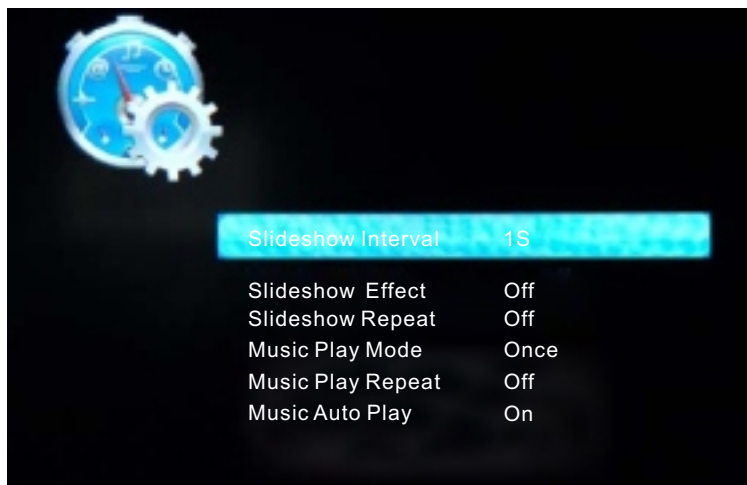 Slideshow Interval 1S
Slideshow Effect Off
Slideshow Repeat Off
Music Play Mode Once
Music Play Repeat Off
Music Auto Play On